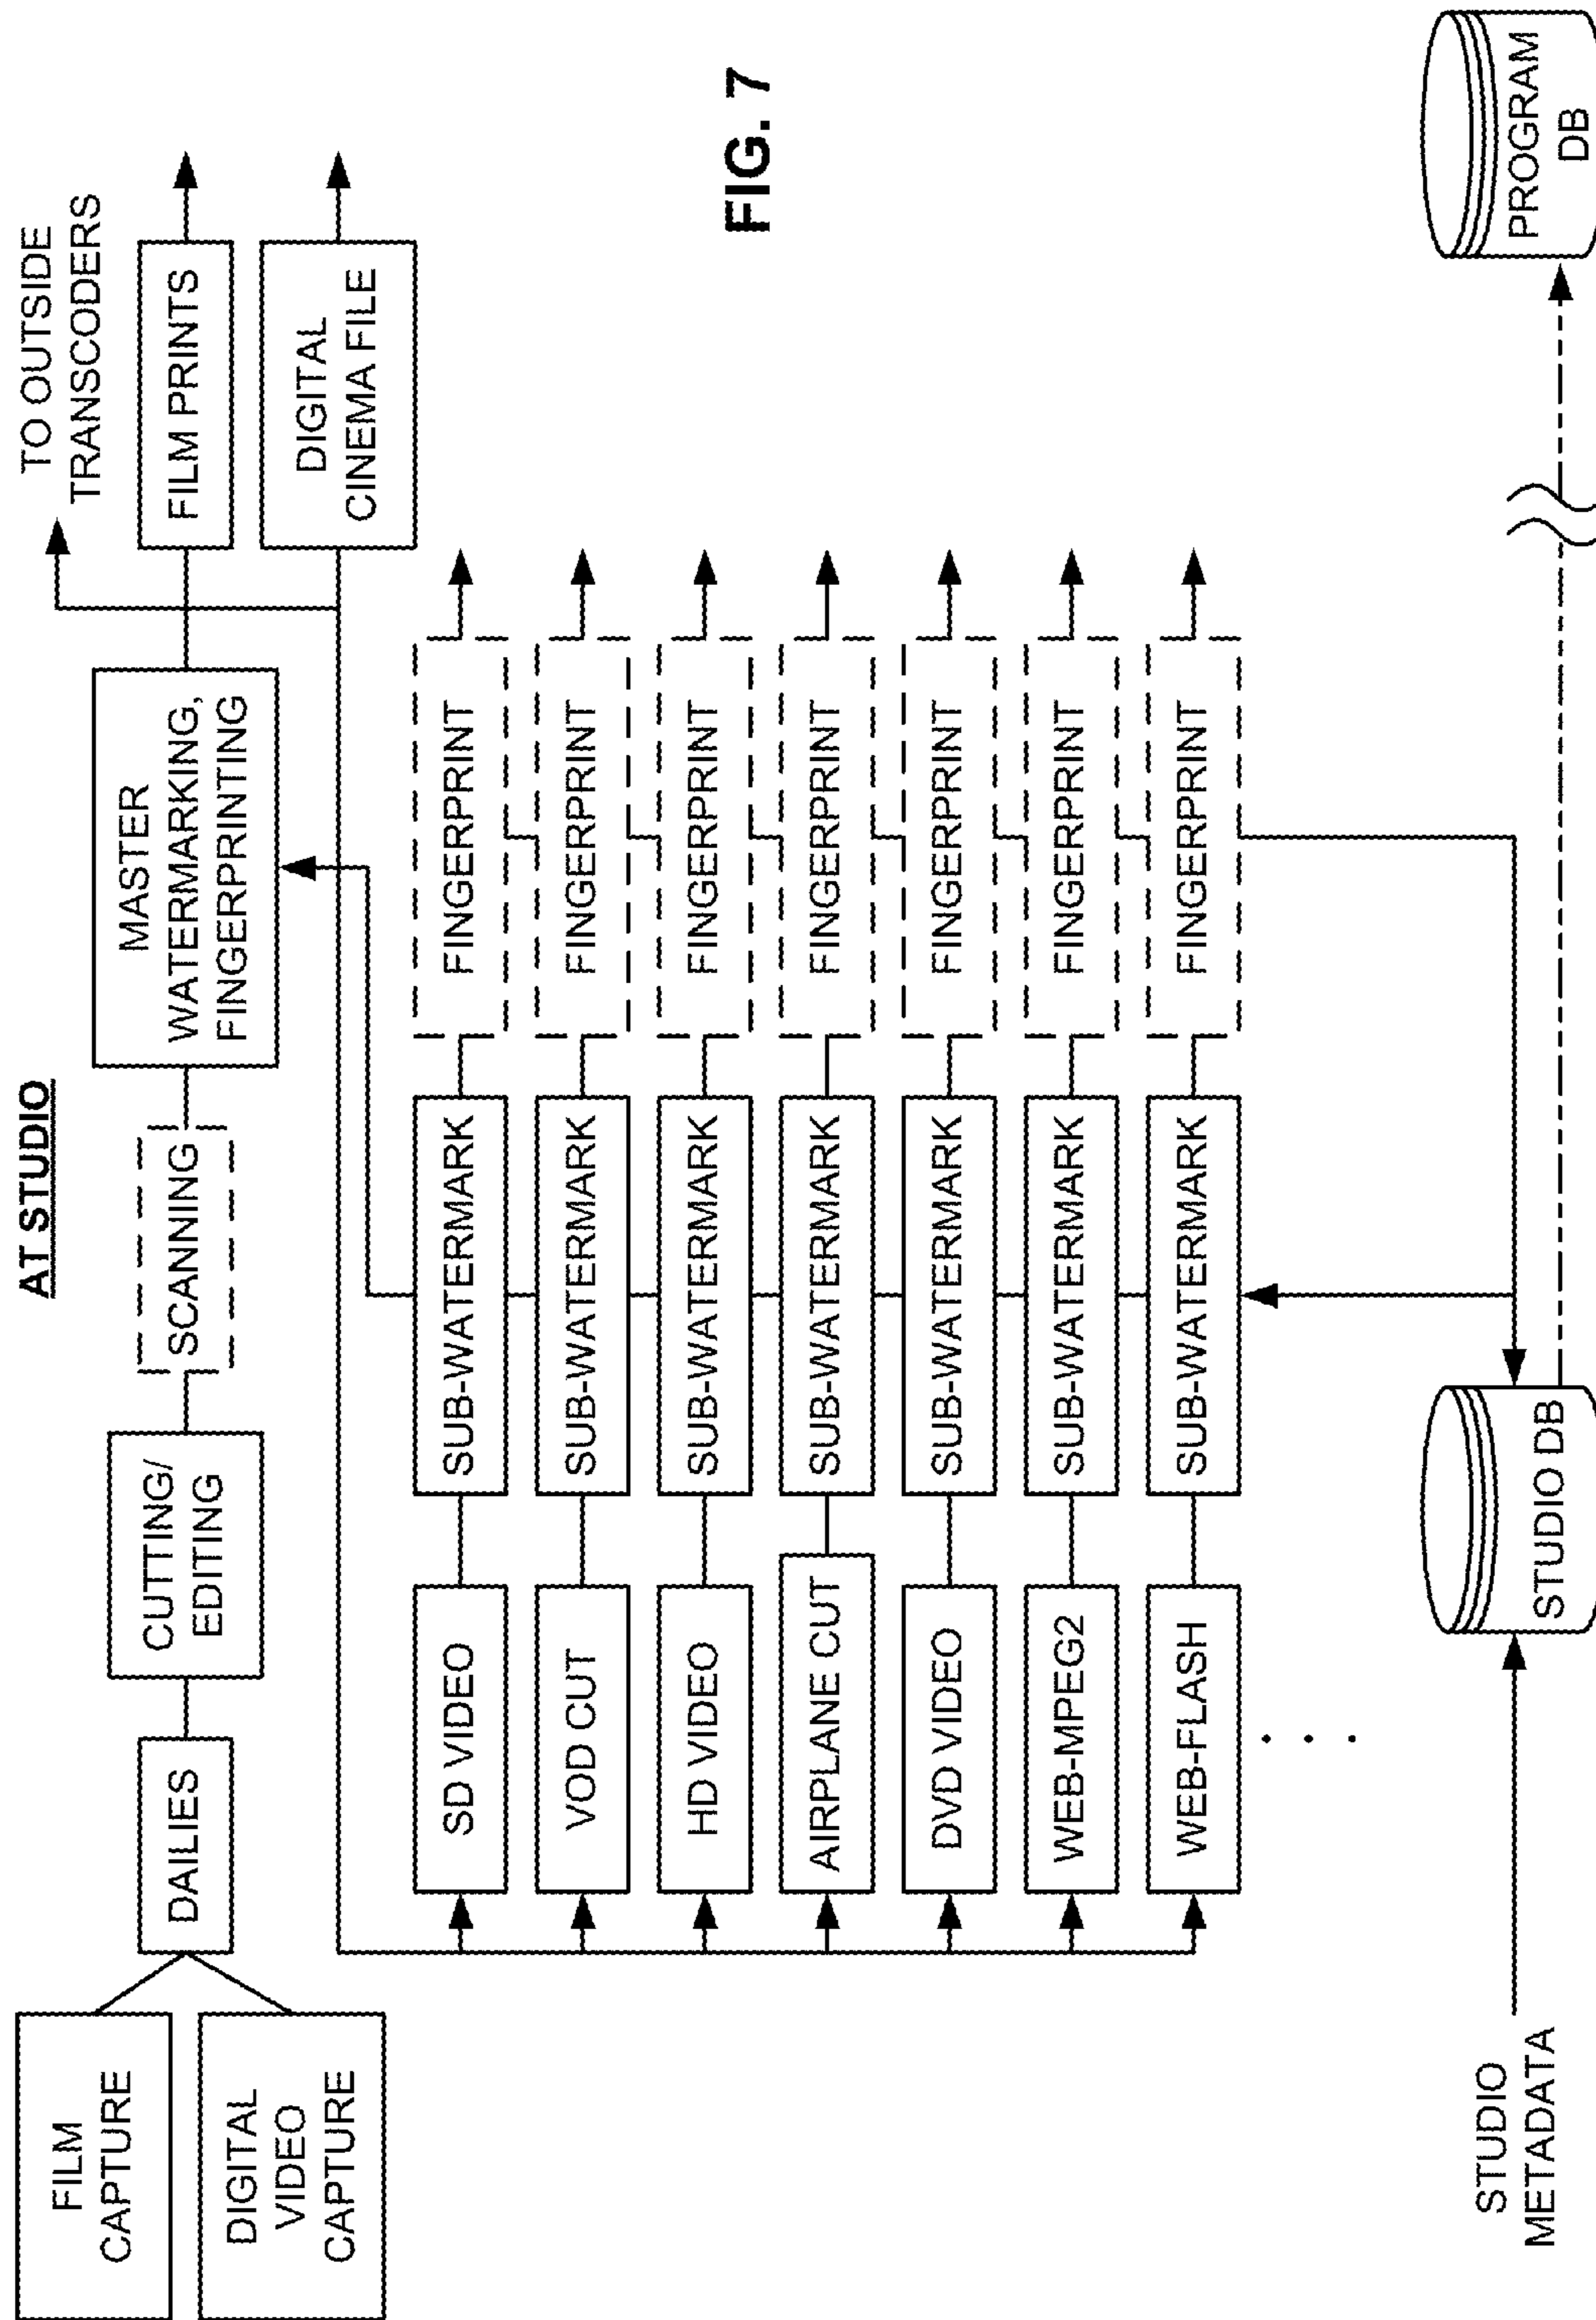 AT STUDIO
FILM
CAPTURE
DIGITAL
VIDEO
CAPTURE
DAILIES
CUTTING/
EDITING
SCANNING
MASTER
WATERMARKING,
FINGERPRINTING
TO OUTSIDE
TRANSCODERS
FILM PRINTS
DIGITAL
CINEMA FILE
SD VIDEO
SUB-WATERMARK
FINGERPRINT
VOD CUT
SUB-WATERMARK
FINGERPRINT
HD VIDEO
SUB-WATERMARK
FINGERPRINT
AIRPLANE CUT
SUB-WATERMARK
FINGERPRINT
DVD VIDEO
SUB-WATERMARK
FINGERPRINT
WEB-MPEG2
SUB-WATERMARK
FINGERPRINT
WEB-FLASH
SUB-WATERMARK
FINGERPRINT
. . .
FIG. 7
STUDIO
METADATA
STUDIO DB
PROGRAM
DB